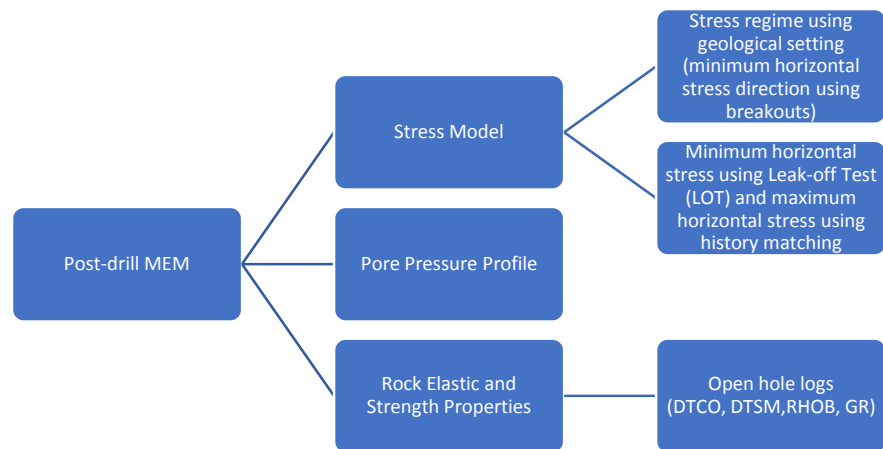 Post-drill MEM
Stress Model
Pore Pressure Profile
Rock Elastic and
Strength Properties
Stress regime using
geological setting
(minimum horizontal
stress direction using
breakouts)
Minimum horizontal
stress using Leak-off Test
(LOT) and maximum
horizontal stress using
history matching
Open hole logs
(DTCO, DTSM,RHOB, GR)